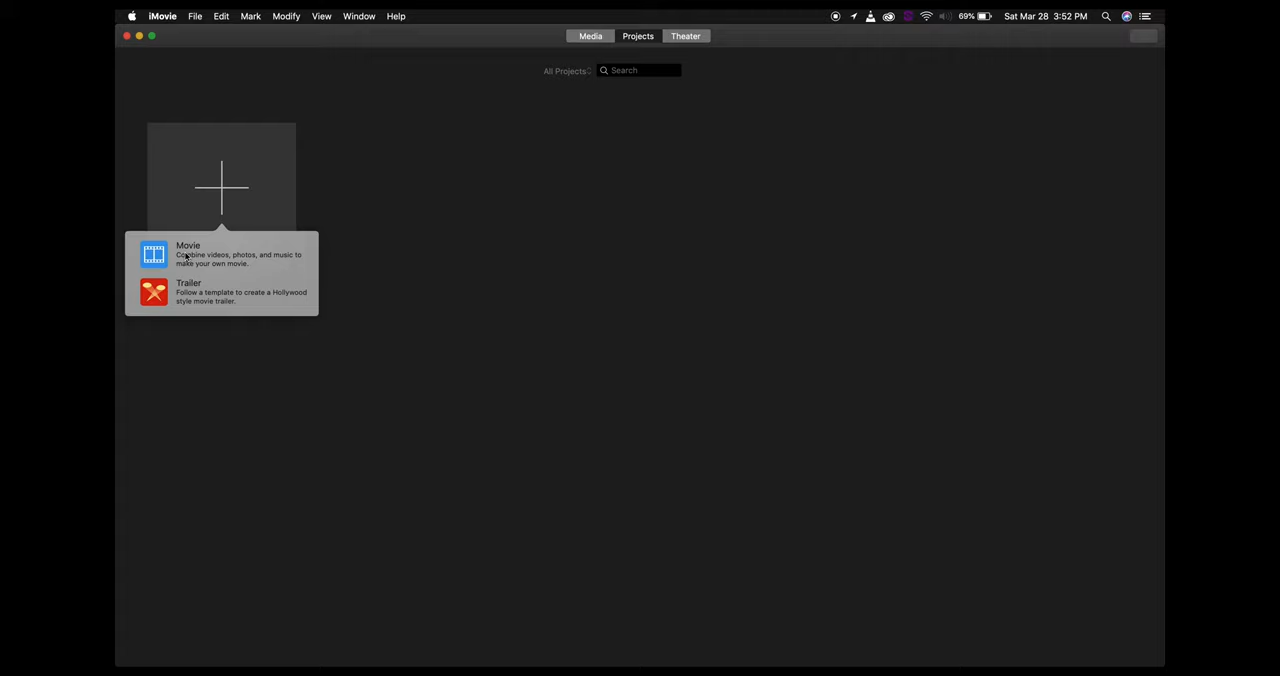 iMovie File Edit Mark Modify View Window Help 69% Sat Mar 28 3:52 PM
Media Projects Theater
All Projects Search
Movie
Combine videos, photos, and music to
make your own movie.
Trailer
Follow a template to create a Hollywood
style movie trailer.